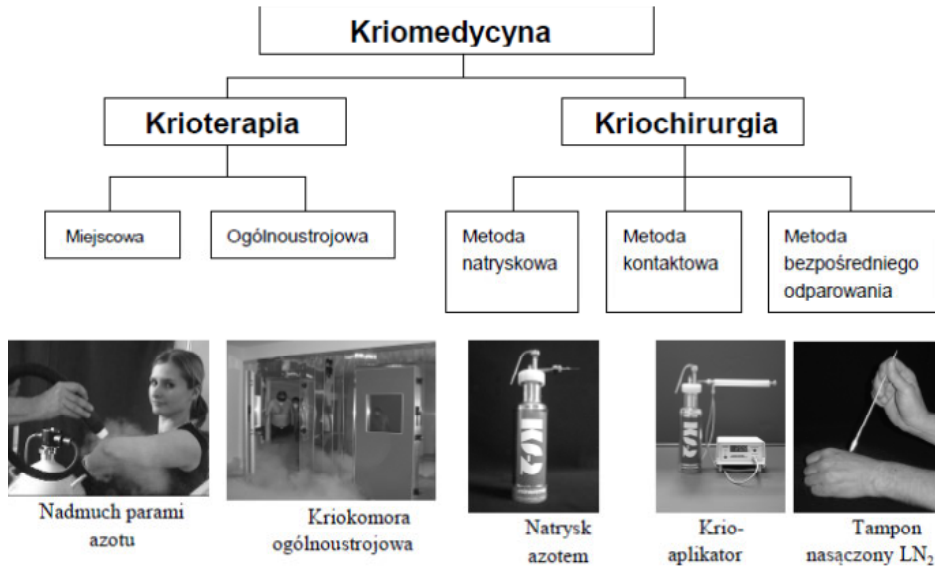 Kriomedycyna
Krioterapia
Kriochirurgia
Miejscowa
Ogólnoustrojowa
Metoda
natryskowa
Metoda
kontaktowa
Metoda
bezpośredniego
odparowania
Nadmuch parami
azotu
Kriokomora
ogólnoustrojowa
Natrysk
azotem
Krio-
aplikator
Tampon
nasączony LN₂